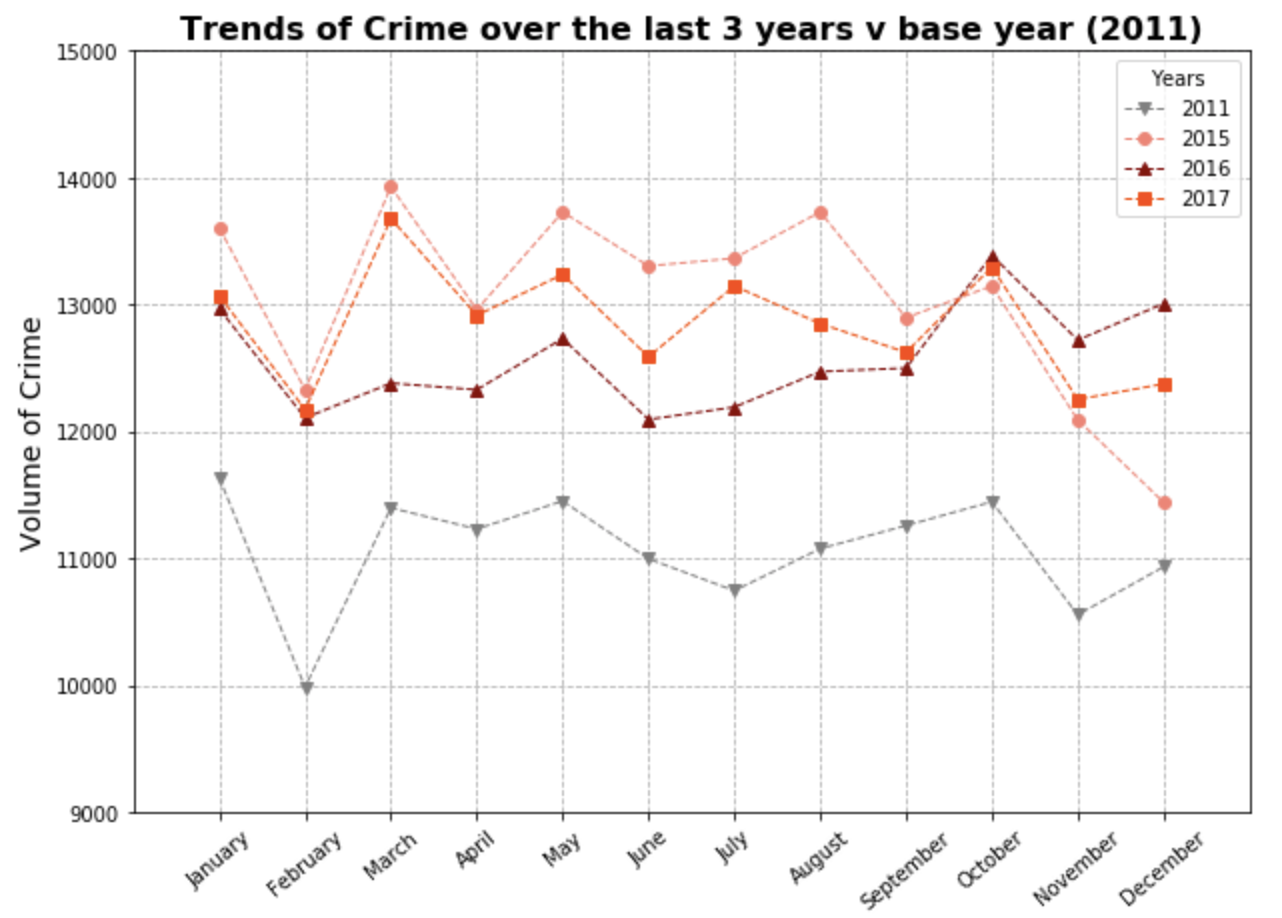 Trends of Crime over the last 3 years v base year (2011)
15000
14000
13000
12000
11000
10000
9000
Volume of Crime
Years
2011
2015
2016
2017
January
February
March
April
May
June
July
August
September
October
November
December